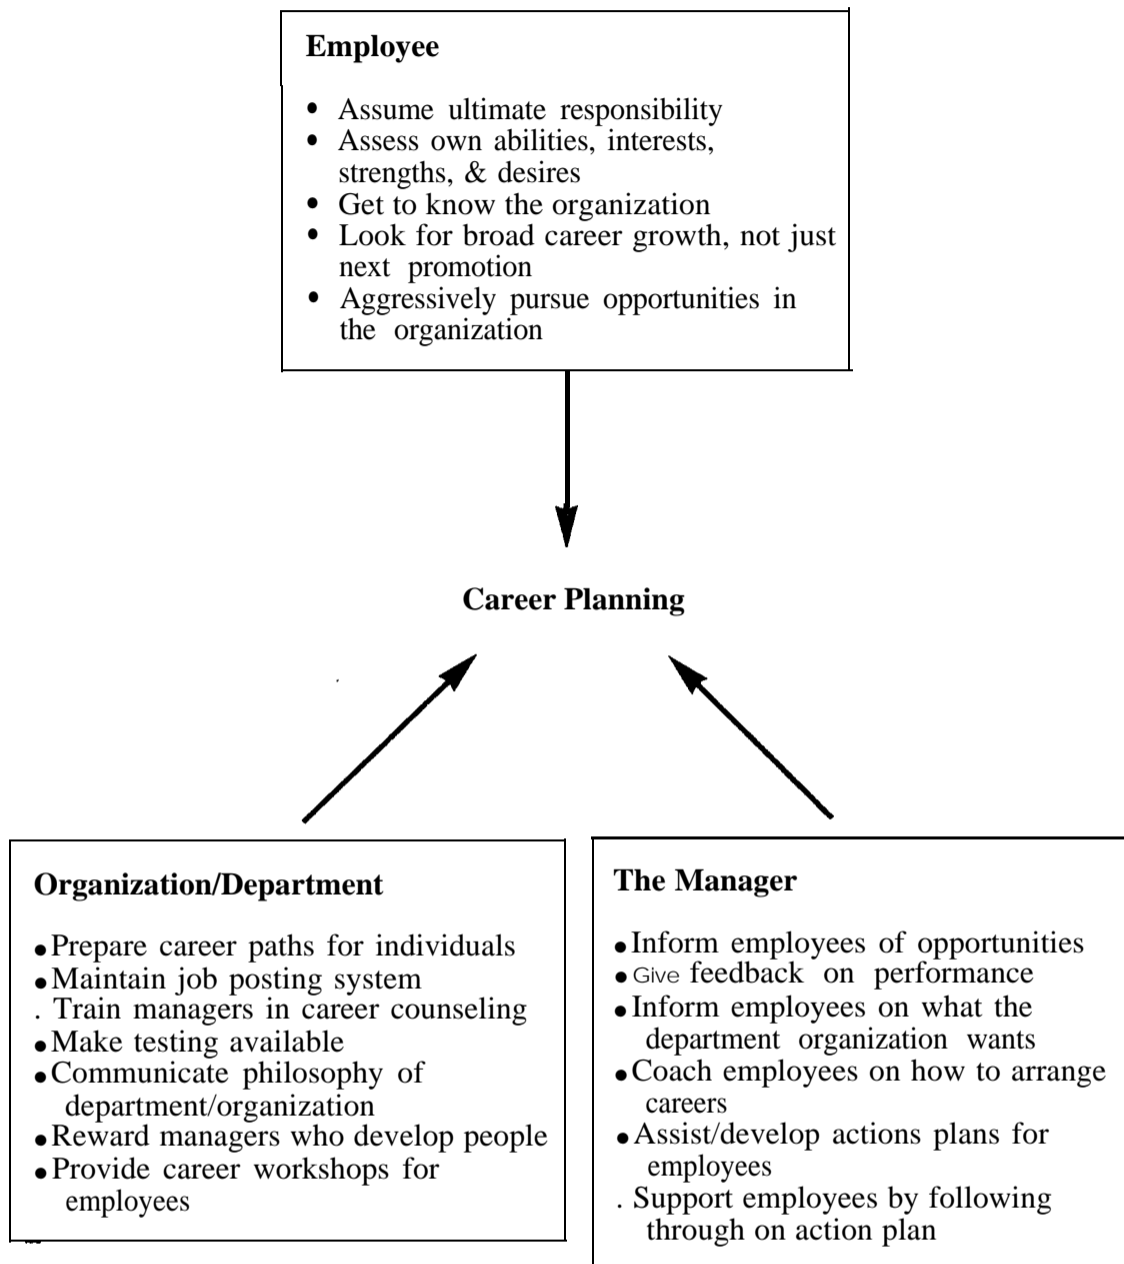 Employee
• Assume ultimate responsibility
• Assess own abilities, interests,
strengths, & desires
• Get to know the organization
• Look for broad career growth, not just
next promotion
• Aggressively pursue opportunities in
the organization
Career Planning
Organization/Department
• Prepare career paths for individuals
• Maintain job posting system
. Train managers in career counseling
• Make testing available
• Communicate philosophy of
department/organization
• Reward managers who develop people
• Provide career workshops for
employees
The Manager
• Inform employees of opportunities
• Give feedback on performance
• Inform employees on what the
department organization wants
• Coach employees on how to arrange
careers
• Assist/develop actions plans for
employees
. Support employees by following
through on action plan